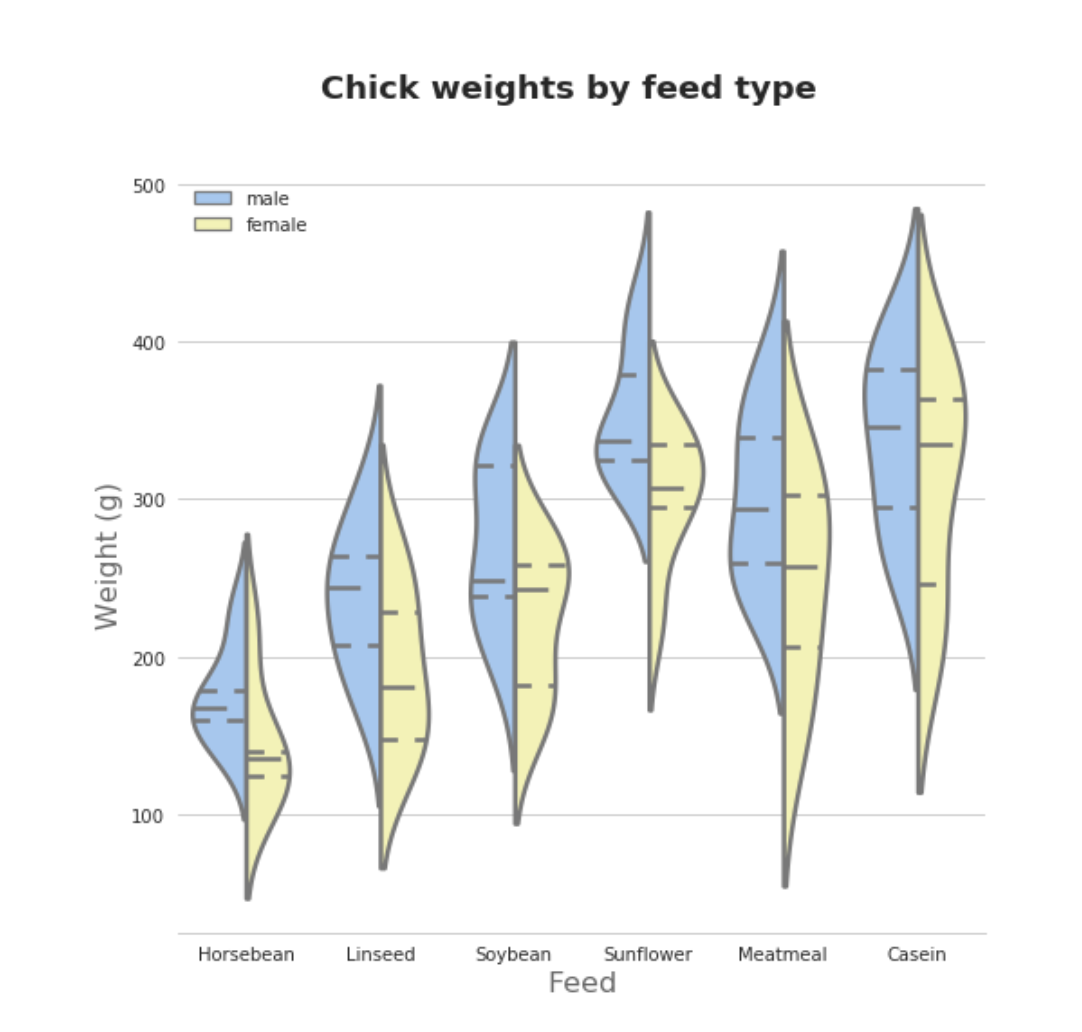 Chick weights by feed type
500
male
female
400
300
200
100
Weight (g)
Horsebean Linseed Soybean Sunflower Meatmeal Casein
Feed